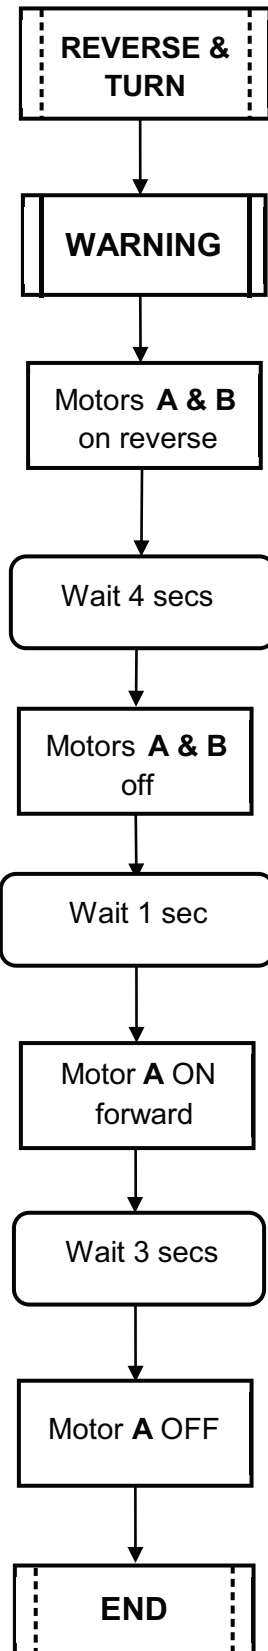 REVERSE &
TURN
WARNING
Motors A & B
on reverse
Wait 4 secs
Motors A & B
off
Wait 1 sec
Motor A ON
forward
Wait 3 secs
Motor A OFF
END